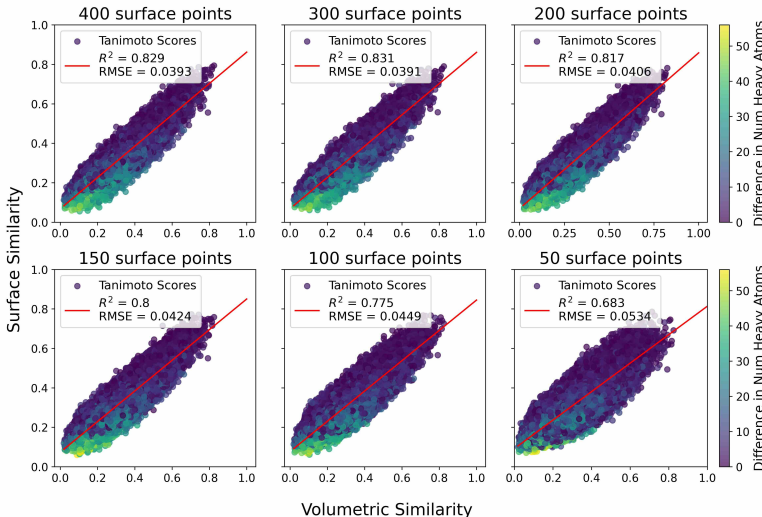 400 surface points
300 surface points
200 surface points
Tanimoto Scores
R² = 0.829
RMSE = 0.0393
Tanimoto Scores
R² = 0.831
RMSE = 0.0391
Tanimoto Scores
R² = 0.817
RMSE = 0.0406
1.0
0.8
0.6
0.4
0.2
0.0
0.0 0.2 0.4 0.6 0.8 1.0
0.0 0.2 0.4 0.6 0.8 1.0
0.00 0.25 0.50 0.75 1.00
50
40
30
20
10
0
Difference in Num Heavy Atoms
Surface Similarity
150 surface points
100 surface points
50 surface points
Tanimoto Scores
R² = 0.8
RMSE = 0.0424
Tanimoto Scores
R² = 0.775
RMSE = 0.0449
Tanimoto Scores
R² = 0.683
RMSE = 0.0534
1.0
0.8
0.6
0.4
0.2
0.0
0.0 0.2 0.4 0.6 0.8 1.0
0.0 0.2 0.4 0.6 0.8 1.0
0.0 0.2 0.4 0.6 0.8 1.0
50
40
30
20
10
0
Difference in Num Heavy Atoms
Volumetric Similarity